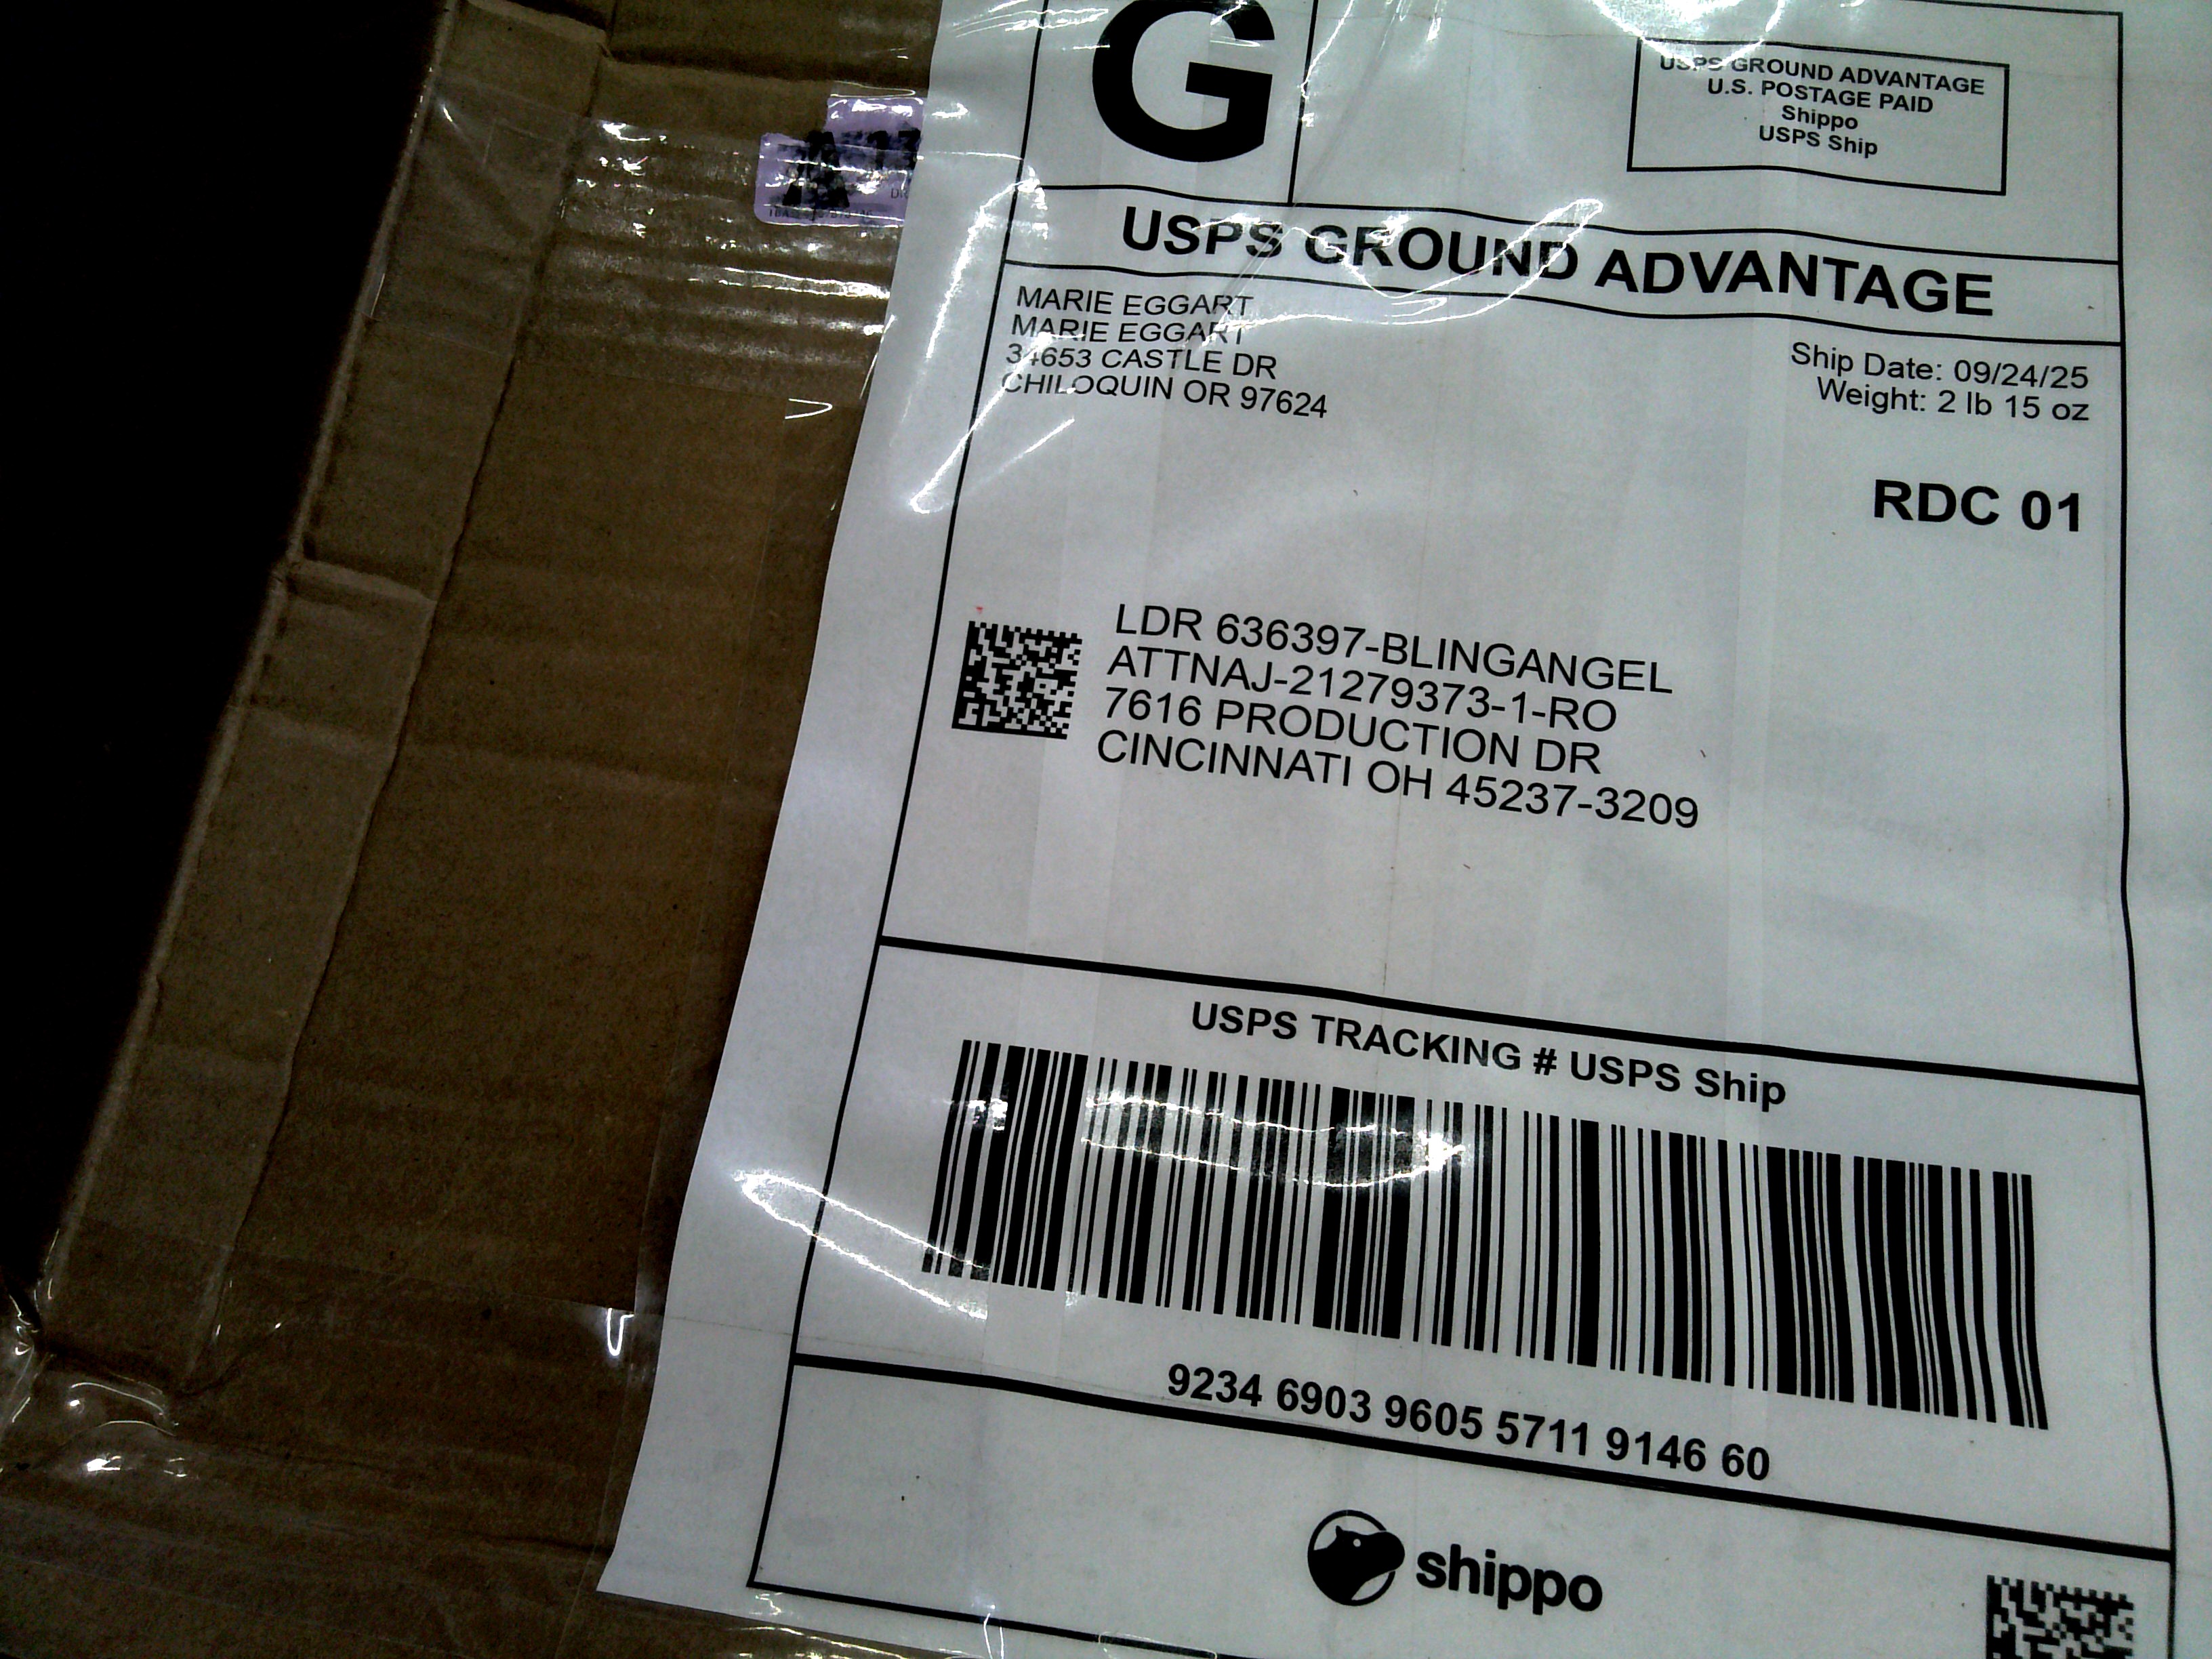 G
USPS GROUND ADVANTAGE
U.S. POSTAGE PAID
Shippo
USPS Ship
USPS GROUND ADVANTAGE
MARIE EGGART
MARIE EGGART
34653 CASTLE DR
CHILOQUIN OR 97624
Ship Date: 09/24/25
Weight: 2 lb 15 oz
RDC 01
LDR 636397-BLINGANGEL
ATTNAJ-21279373-1-RO
7616 PRODUCTION DR
CINCINNATI OH 45237-3209
USPS TRACKING # USPS Ship
9234 6903 9605 5711 9146 60
shippo